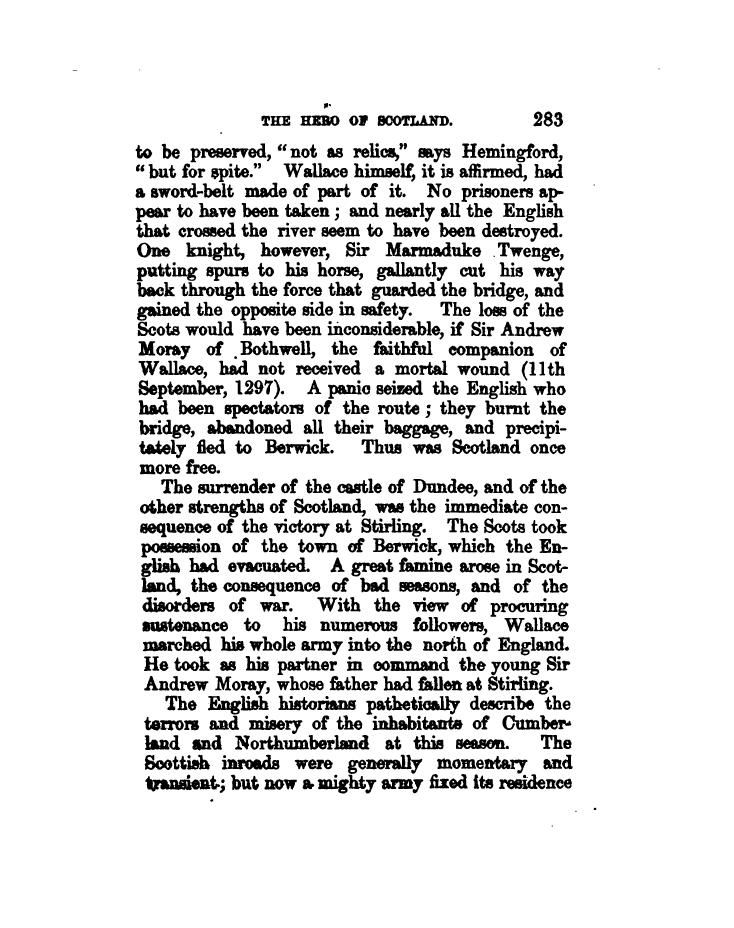 THE HERO OF SCOTLAND. 283
to be preserved, “not as relics,” says Hemingford,
“but for spite.” Wallace himself, it is affirmed, had
a sword-belt made of part of it. No prisoners ap-
pear to have been taken; and nearly all the English
that crossed the river seem to have been destroyed.
One knight, however, Sir Marmaduke Twenge,
putting spurs to his horse, gallantly cut his way
back through the force that guarded the bridge, and
gained the opposite side in safety. The loss of the
Scots would have been inconsiderable, if Sir Andrew
Moray of Bothwell, the faithful companion of
Wallace, had not received a mortal wound (11th
September, 1297). A panic seized the English who
had been spectators of the route; they burnt the
bridge, abandoned all their baggage, and precipi-
tately fled to Berwick. Thus was Scotland once
more free.
The surrender of the castle of Dundee, and of the
other strengths of Scotland, was the immediate con-
sequence of the victory at Stirling. The Scots took
possession of the town of Berwick, which the En-
glish had evacuated. A great famine arose in Scot-
land, the consequence of bad seasons, and of the
disorders of war. With the view of procuring
sustenance to his numerous followers, Wallace
marched his whole army into the north of England.
He took as his partner in command the young Sir
Andrew Moray, whose father had fallen at Stirling.
The English historians pathetically describe the
terrors and misery of the inhabitants of Cumber-
land and Northumberland at this season. The
Scottish inroads were generally momentary and
transient; but now a mighty army fixed its residence